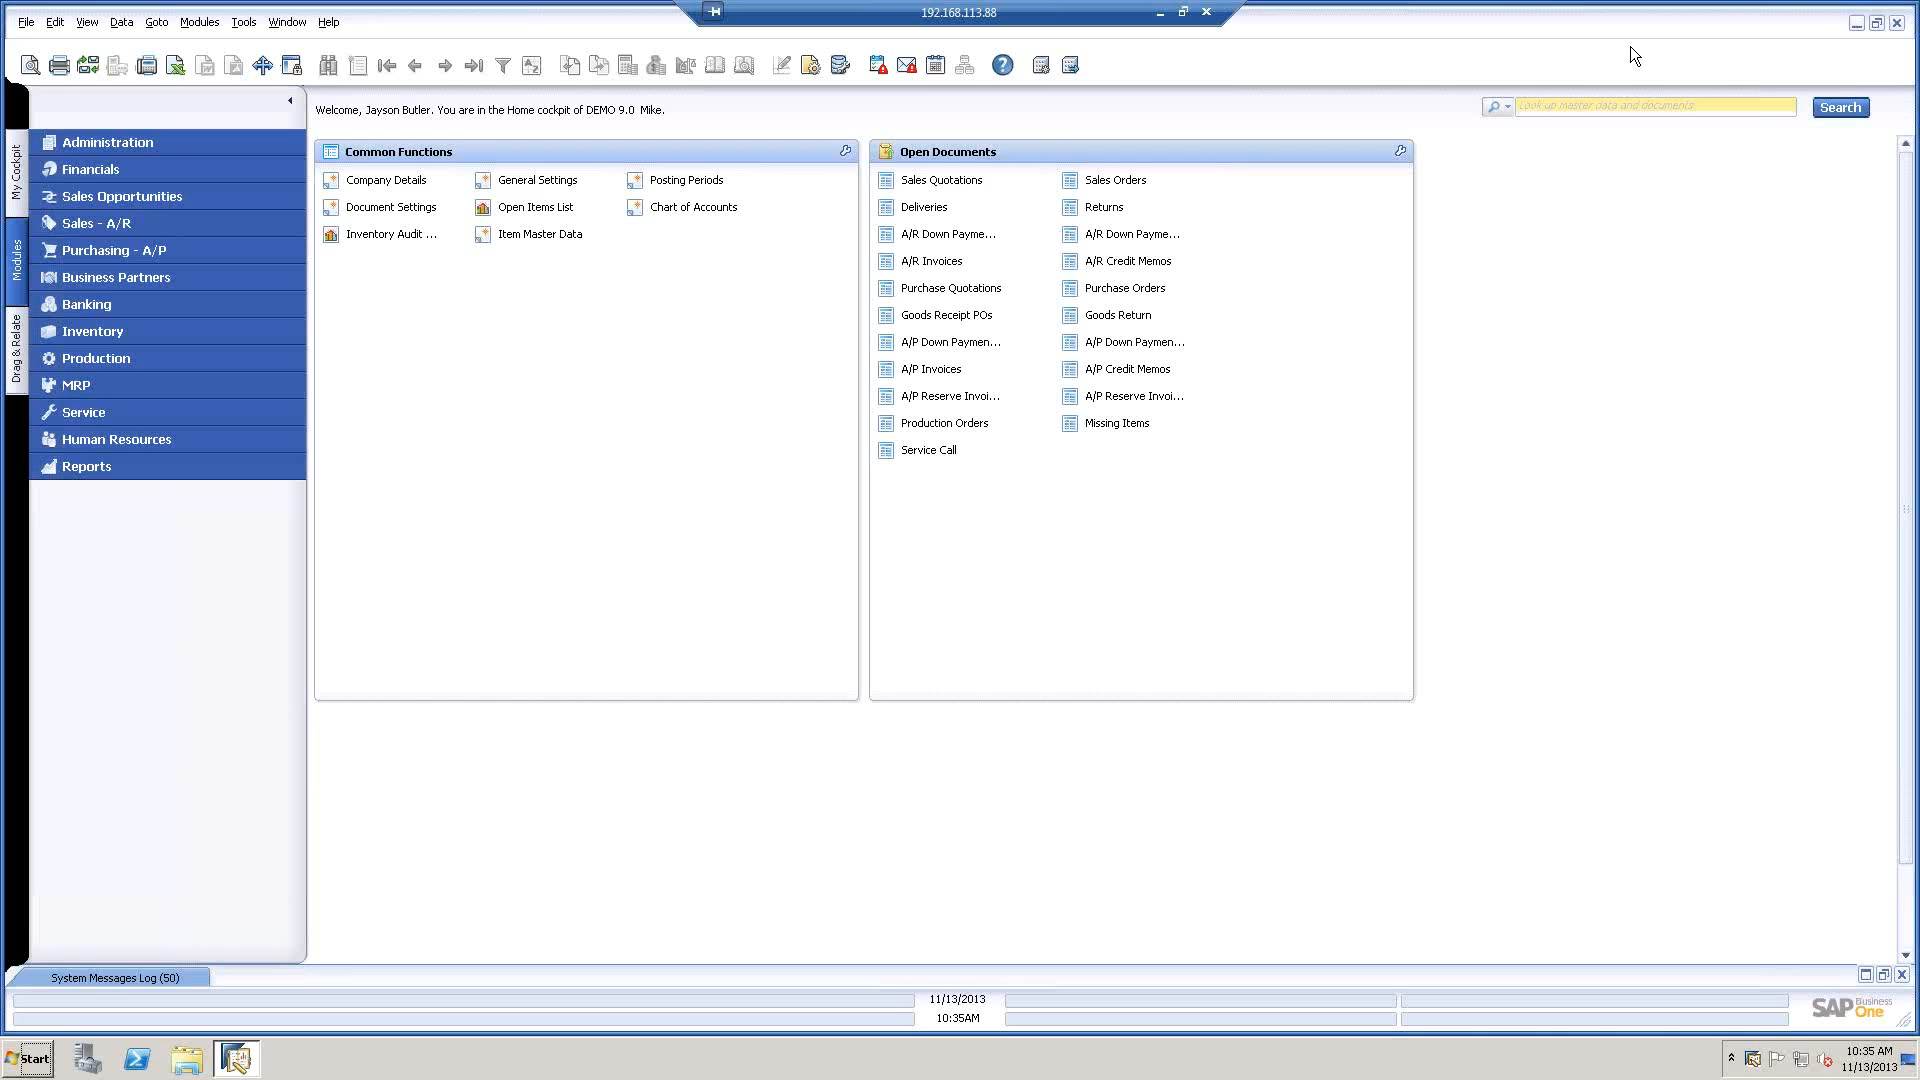 192.168.113.88
File Edit View Data Goto Modules Tools Window Help
Welcome, Jayson Butler. You are in the Home cockpit of DEMO 9.0 Mike.
Look up master data and documents
Search
My Cockpit
Modules
Drag & Relate
Administration
Financials
Sales Opportunities
Sales - A/R
Purchasing - A/P
Business Partners
Banking
Inventory
Production
MRP
Service
Human Resources
Reports
Common Functions
Company Details General Settings Posting Periods
Document Settings Open Items List Chart of Accounts
Inventory Audit ... Item Master Data
Open Documents
Sales Quotations Sales Orders
Deliveries Returns
A/R Down Payme... A/R Down Payme...
A/R Invoices A/R Credit Memos
Purchase Quotations Purchase Orders
Goods Receipt POs Goods Return
A/P Down Paymen... A/P Down Paymen...
A/P Invoices A/P Credit Memos
A/P Reserve Invoi... A/P Reserve Invoi...
Production Orders Missing Items
Service Call
System Messages Log (50)
11/13/2013
10:35AM
SAP Business One
Start
10:35 AM
11/13/2013